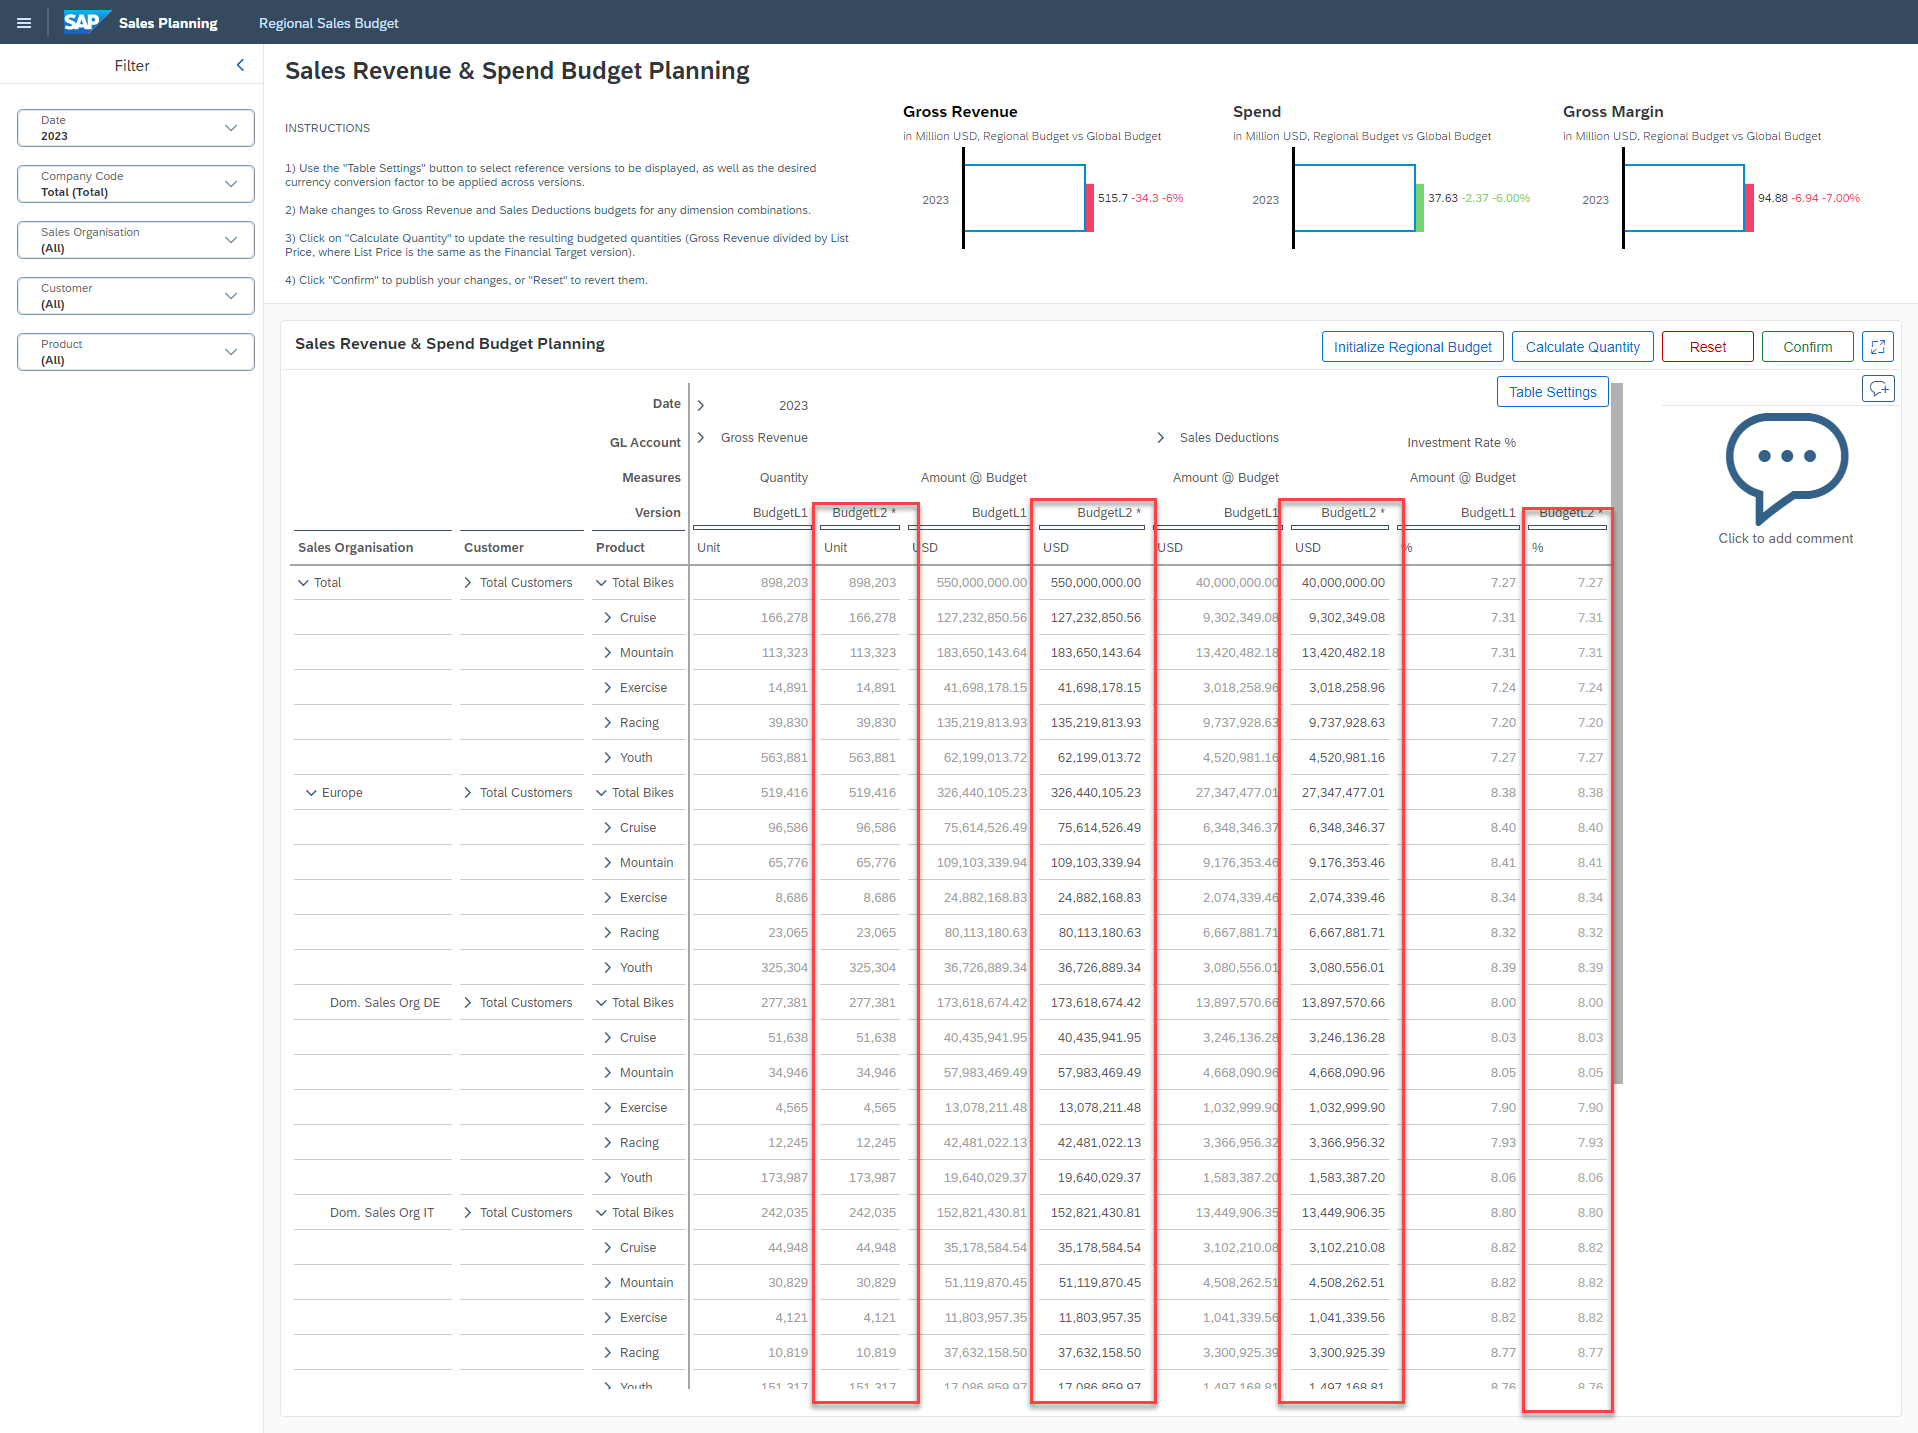 SAP Sales Planning Regional Sales Budget
Filter
Date
2023
Company Code
Total (Total)
Sales Organisation
(All)
Customer
(All)
Product
(All)
Sales Revenue & Spend Budget Planning
INSTRUCTIONS
1) Use the "Table Settings" button to select reference versions to be displayed, as well as the desired
currency conversion factor to be applied across versions.
2) Make changes to Gross Revenue and Sales Deductions budgets for any dimension combinations.
3) Click on "Calculate Quantity" to update the resulting budgeted quantities (Gross Revenue divided by List
Price, where List Price is the same as the Financial Target version).
4) Click "Confirm" to publish your changes, or "Reset" to revert them.
Gross Revenue
in Million USD, Regional Budget vs Global Budget
2023 515.7 -34.3 -6%
Spend
in Million USD, Regional Budget vs Global Budget
2023 37.63 -2.37 -6.00%
Gross Margin
in Million USD, Regional Budget vs Global Budget
2023 94.88 -6.94 -7.00%
Sales Revenue & Spend Budget Planning
Initialize Regional Budget Calculate Quantity Reset Confirm
Table Settings
Date 2023
GL Account Gross Revenue Sales Deductions Investment Rate %
Measures Quantity Amount @ Budget Amount @ Budget Amount @ Budget
Version BudgetL1 BudgetL2 * BudgetL1 BudgetL2 * BudgetL1 BudgetL2 * BudgetL1 BudgetL2 *
Sales Organisation Customer Product Unit Unit USD USD USD USD % %
Total Total Customers Total Bikes 898,203 898,203 550,000,000.00 550,000,000.00 40,000,000.00 40,000,000.00 7.27 7.27
Cruise 166,278 166,278 127,232,850.56 127,232,850.56 9,302,349.08 9,302,349.08 7.31 7.31
Mountain 113,323 113,323 183,650,143.64 183,650,143.64 13,420,482.18 13,420,482.18 7.31 7.31
Exercise 14,891 14,891 41,698,178.15 41,698,178.15 3,018,258.96 3,018,258.96 7.24 7.24
Racing 39,830 39,830 135,219,813.93 135,219,813.93 9,737,928.63 9,737,928.63 7.20 7.20
Youth 563,881 563,881 62,199,013.72 62,199,013.72 4,520,981.16 4,520,981.16 7.27 7.27
Europe Total Customers Total Bikes 519,416 519,416 326,440,105.23 326,440,105.23 27,347,477.01 27,347,477.01 8.38 8.38
Cruise 96,586 96,586 75,614,526.49 75,614,526.49 6,348,346.37 6,348,346.37 8.40 8.40
Mountain 65,776 65,776 109,103,339.94 109,103,339.94 9,176,353.46 9,176,353.46 8.41 8.41
Exercise 8,686 8,686 24,882,168.83 24,882,168.83 2,074,339.46 2,074,339.46 8.34 8.34
Racing 23,065 23,065 80,113,180.63 80,113,180.63 6,667,881.71 6,667,881.71 8.32 8.32
Youth 325,304 325,304 36,726,889.34 36,726,889.34 3,080,556.01 3,080,556.01 8.39 8.39
Dom. Sales Org DE Total Customers Total Bikes 277,381 277,381 173,618,674.42 173,618,674.42 13,897,570.66 13,897,570.66 8.00 8.00
Cruise 51,638 51,638 40,435,941.95 40,435,941.95 3,246,136.28 3,246,136.28 8.03 8.03
Mountain 34,946 34,946 57,983,469.49 57,983,469.49 4,668,090.96 4,668,090.96 8.05 8.05
Exercise 4,565 4,565 13,078,211.48 13,078,211.48 1,032,999.90 1,032,999.90 7.90 7.90
Racing 12,245 12,245 42,481,022.13 42,481,022.13 3,366,956.32 3,366,956.32 7.93 7.93
Youth 173,987 173,987 19,640,029.37 19,640,029.37 1,583,387.20 1,583,387.20 8.06 8.06
Dom. Sales Org IT Total Customers Total Bikes 242,035 242,035 152,821,430.81 152,821,430.81 13,449,906.35 13,449,906.35 8.80 8.80
Cruise 44,948 44,948 35,178,584.54 35,178,584.54 3,102,210.08 3,102,210.08 8.82 8.82
Mountain 30,829 30,829 51,119,870.45 51,119,870.45 4,508,262.51 4,508,262.51 8.82 8.82
Exercise 4,121 4,121 11,803,957.35 11,803,957.35 1,041,339.56 1,041,339.56 8.82 8.82
Racing 10,819 10,819 37,632,158.50 37,632,158.50 3,300,925.39 3,300,925.39 8.77 8.77
Youth 151,317 151,317 17,086,859.97 17,086,859.97 1,497,168.81 1,497,168.81 8.76 8.76
Click to add comment